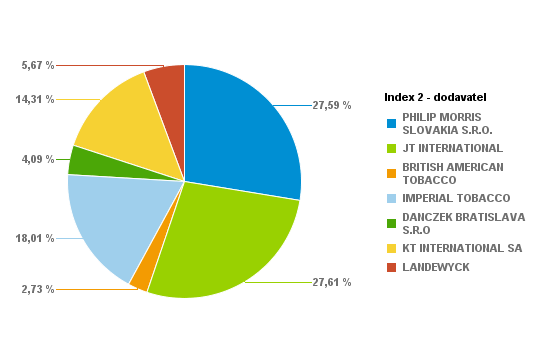 5,67 %
14,31 %
27,59 %
4,09 %
18,01 %
2,73 %
27,61 %
Index 2 - dodavatel
PHILIP MORRIS
SLOVAKIA S.R.O.
JT INTERNATIONAL
BRITISH AMERICAN
TOBACCO
IMPERIAL TOBACCO
DANCZEK BRATISLAVA
S.R.O
KT INTERNATIONAL SA
LANDEWYCK